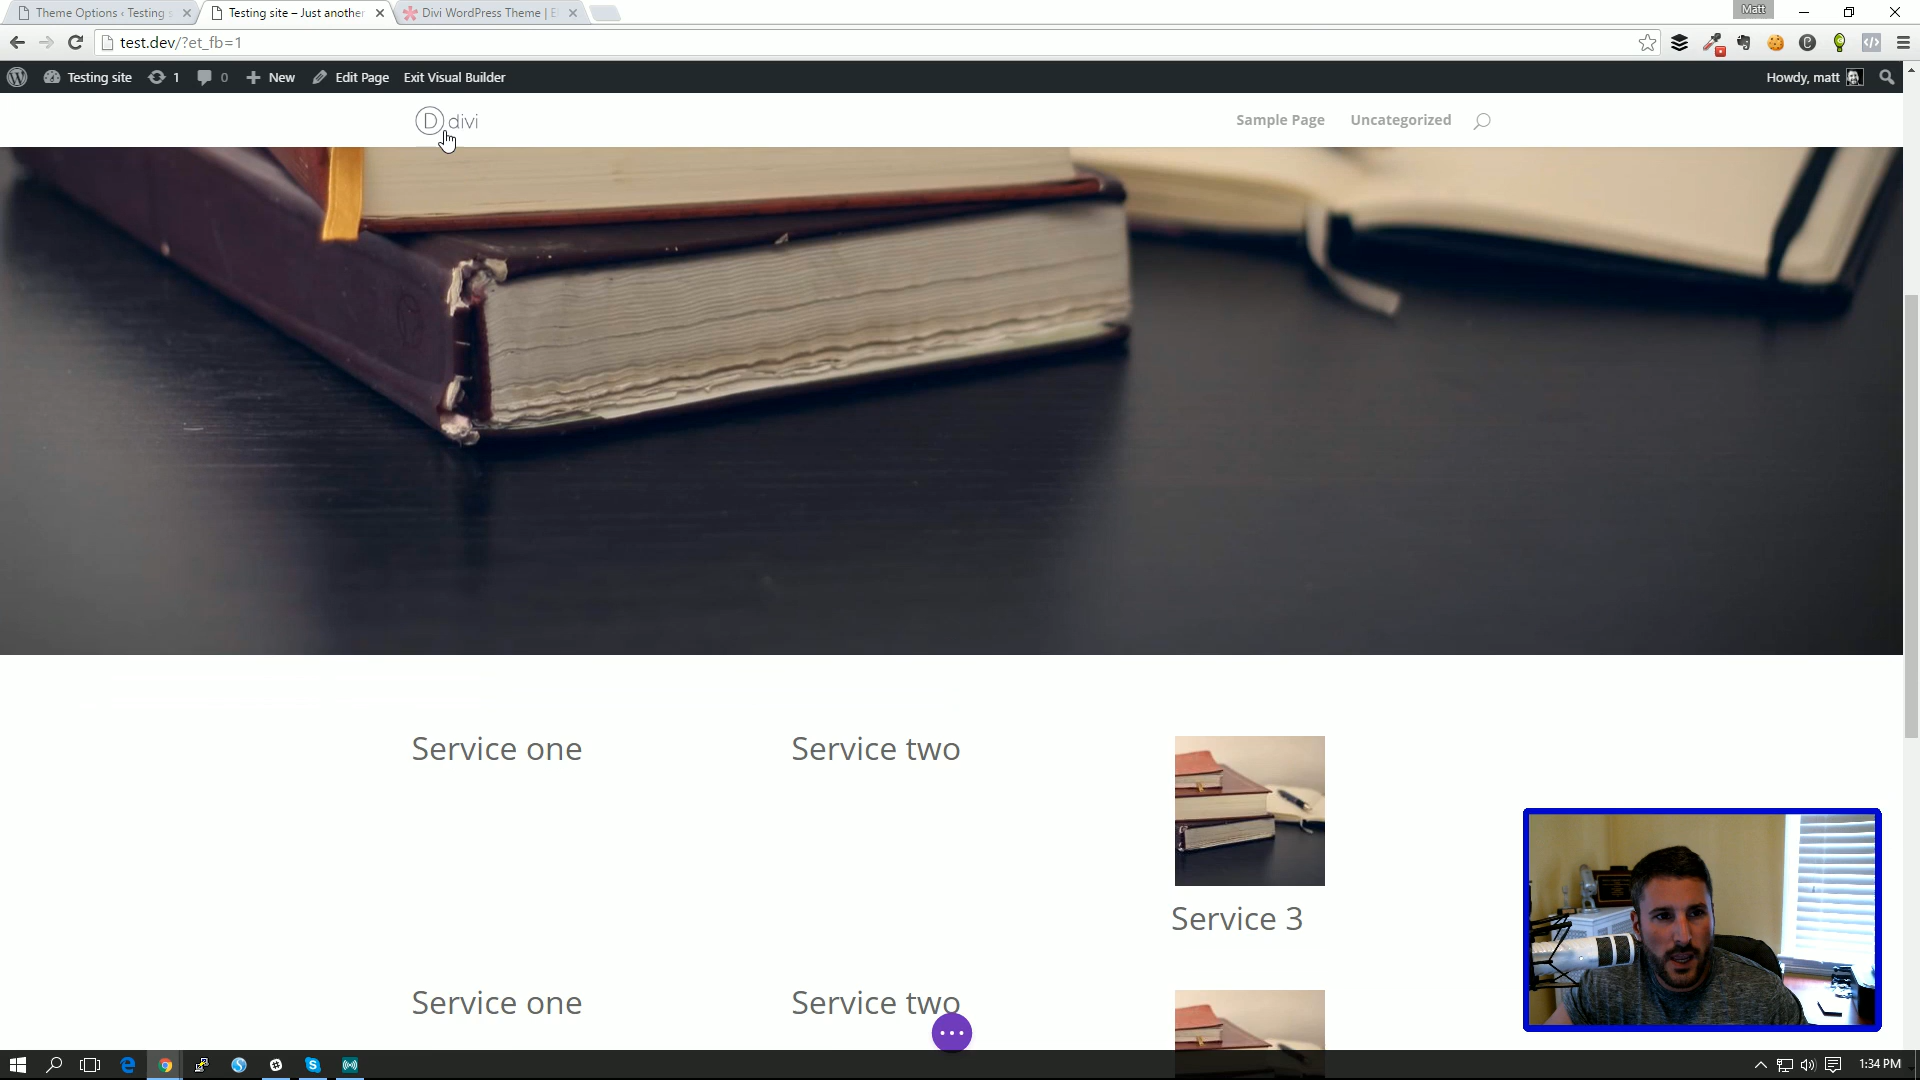 Theme Options ‹ Testing s
Testing site – Just another
Divi WordPress Theme | E
Matt
test.dev/?et_fb=1
Testing site
1
0
New
Edit Page
Exit Visual Builder
Howdy, matt
D divi
Sample Page
Uncategorized
Service one
Service two
Service 3
Service one
Service two
1:34 PM